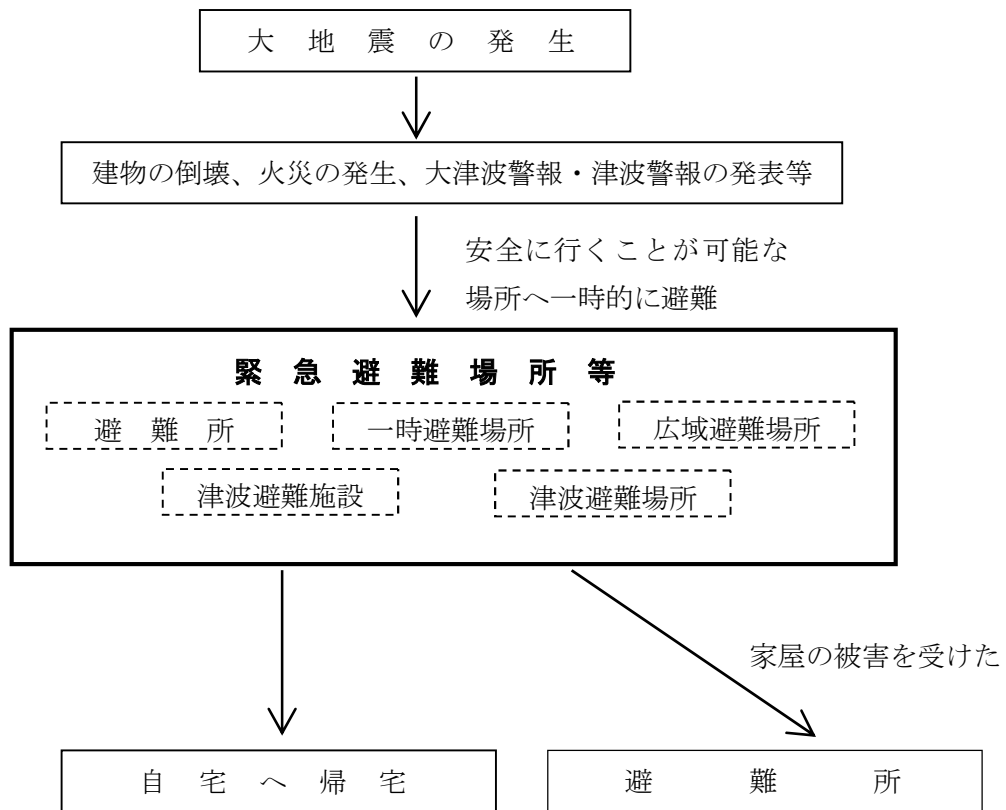 大地震の発生
建物の倒壊、火災の発生、大津波警報・津波警報の発表等
安全に行くことが可能な
場所へ一時的に避難
緊急避難場所等
避難所
一時避難場所
広域避難場所
津波避難施設
津波避難場所
家屋の被害を受けた
自宅へ帰宅
避難所